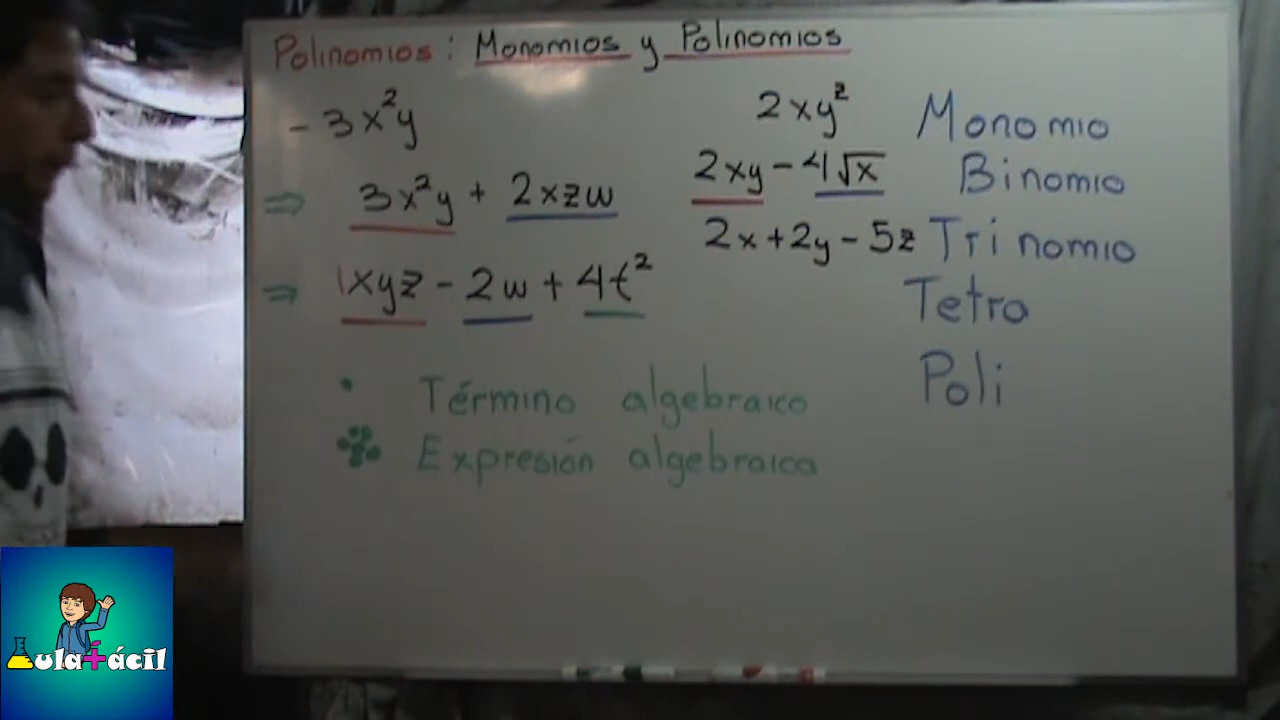 Polinomios : Monomios y Polinomios
- 3x²y
⇒ 3x²y + 2xzw
⇒ 1xyz - 2w + 4t²
2xy² Monomio
2xy - 4√x Binomio
2x + 2y - 5z Trinomio
Tetra
Poli
• Término algebraico
Expresión algebraica
Aula+ácil